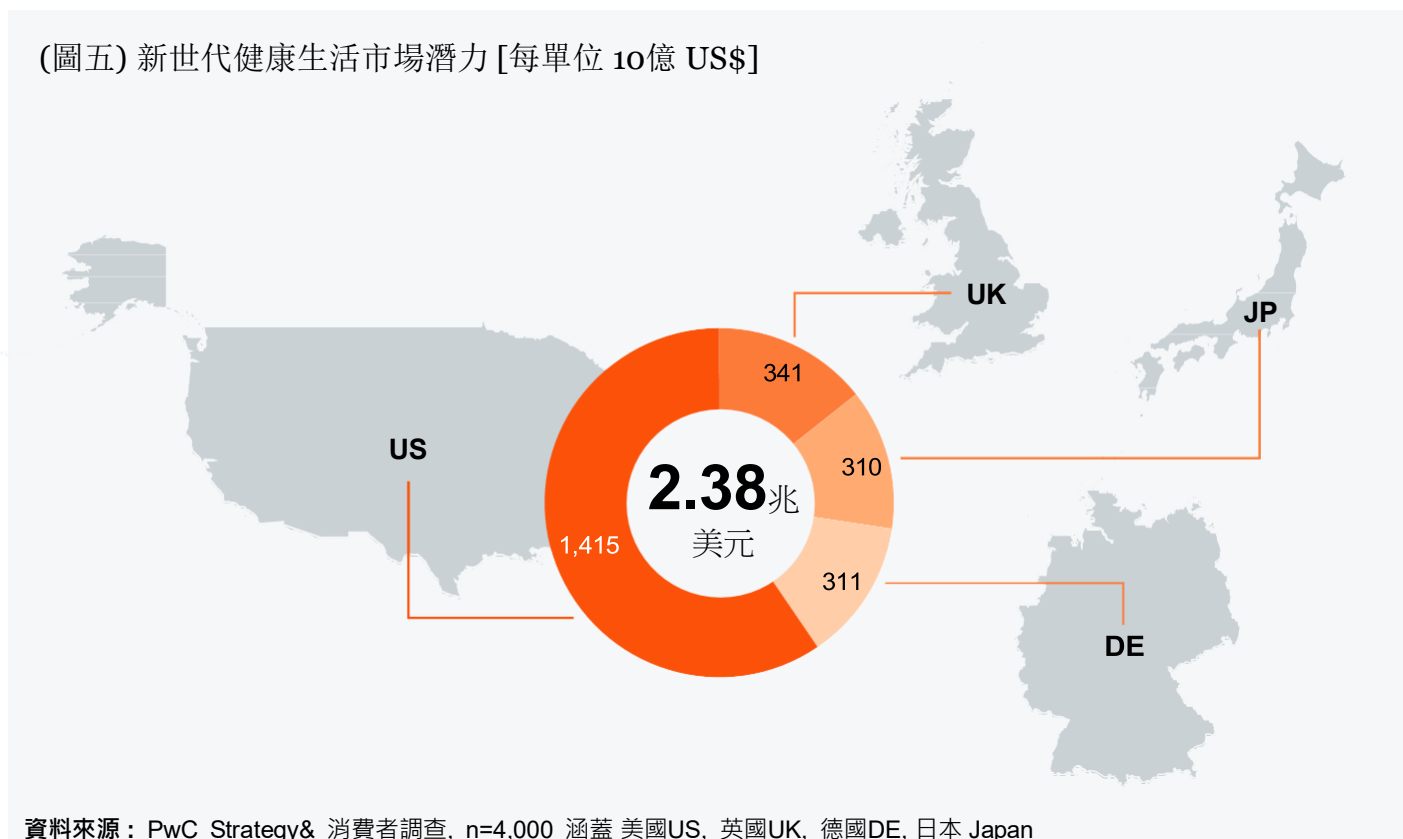 (圖五) 新世代健康生活市場潛力 [每單位 10億 US$]
UK
JP
341
US
310
2.38兆
美元
1,415
311
DE
資料來源： PwC Strategy& 消費者調查, n=4,000 涵蓋 美國US, 英國UK, 德國DE, 日本 Japan